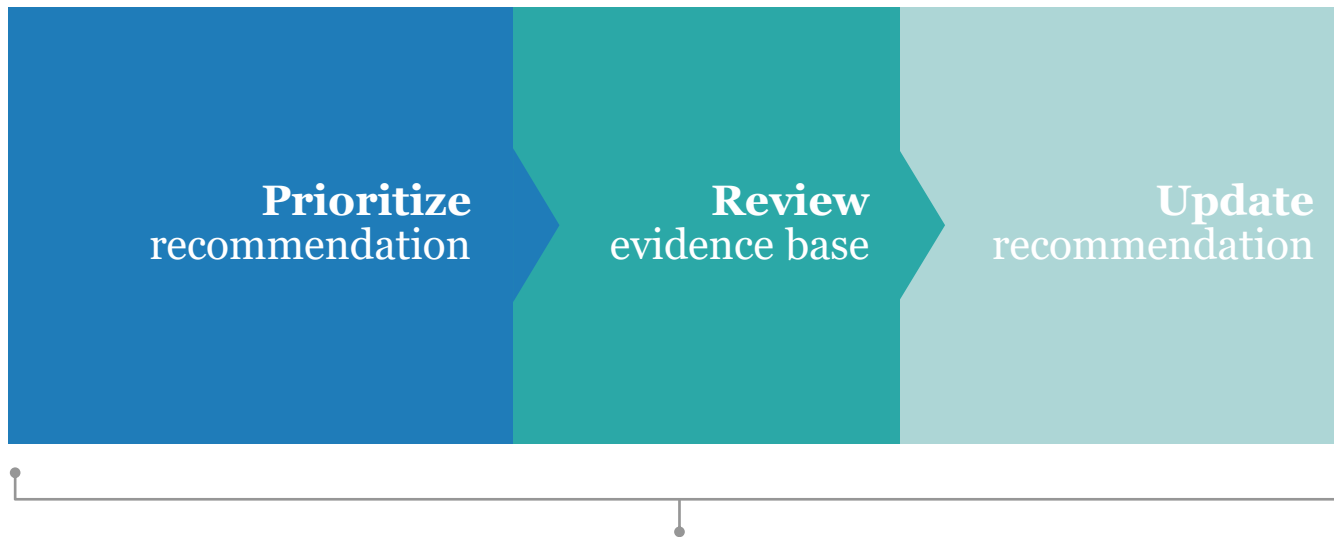 Prioritize
recommendation
Review
evidence base
Update
recommendation